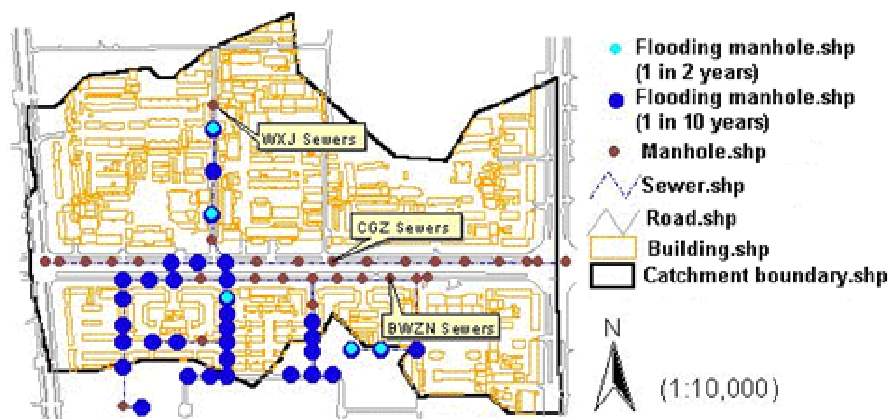 WXJ Sewers
CGZ Sewers
BWZN Sewers
Flooding manhole.shp
(1 in 2 years)
Flooding manhole.shp
(1 in 10 years)
Manhole.shp
Sewer.shp
Road.shp
Building.shp
Catchment boundary.shp
N
(1:10,000)